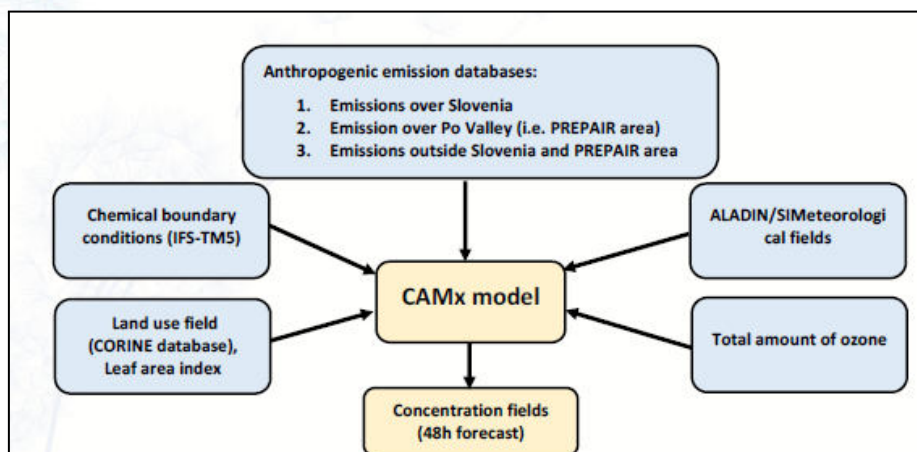 Anthropogenic emission databases:
1. Emissions over Slovenia
2. Emission over Po Valley (i.e. PREPAIR area)
3. Emissions outside Slovenia and PREPAIR area
Chemical boundary
conditions (IFS-TM5)
ALADIN/SIMeteorologi
cal fields
CAMx model
Land use field
(CORINE database),
Leaf area index
Total amount of ozone
Concentration fields
(48h forecast)